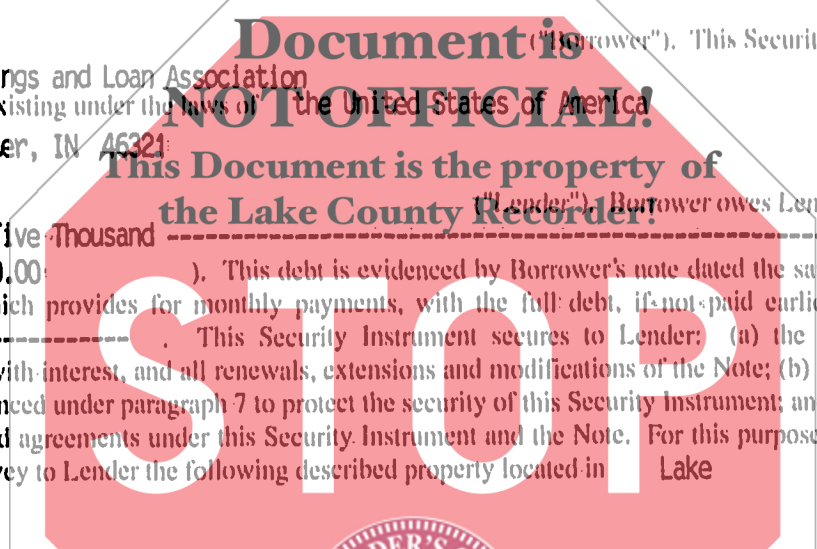 Document is
("Borrower"). This Securit
ngs and Loan Association
xisting under the laws of the United States of America
NOT OFFICIAL!
er, IN 46321
This Document is the property of
the Lake County Recorder!
("Lender"). Borrower owes Len
ive Thousand ------------------------------------------------
0.00 ). This debt is evidenced by Borrower's note dated the sa
ich provides for monthly payments, with the full debt, if not paid earlie
------------ . This Security Instrument secures to Lender: (a) the
with interest, and all renewals, extensions and modifications of the Note; (b)
nced under paragraph 7 to protect the security of this Security Instrument; an
d agreements under this Security Instrument and the Note. For this purpose
ey to Lender the following described property located in Lake
STOP
DER'S